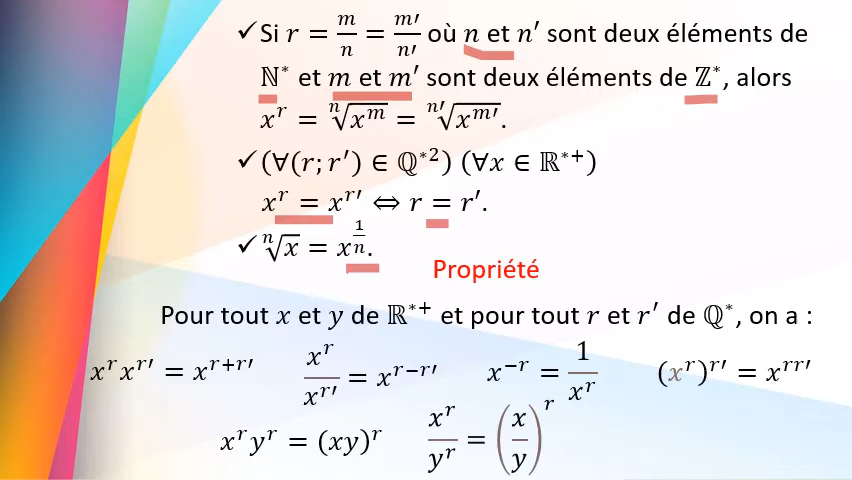 ✓Si r = m/n = m′/n′ où n et n′ sont deux éléments de
ℕ* et m et m′ sont deux éléments de ℤ*, alors
x^r = ⁿ√(x^m) = ⁿ′√(x^m′).
✓(∀(r; r′) ∈ ℚ*²) (∀x ∈ ℝ*⁺)
x^r = x^r′ ⇔ r = r′.
✓ⁿ√x = x^(1/n).
Propriété
Pour tout x et y de ℝ*⁺ et pour tout r et r′ de ℚ*, on a :
x^r x^r′ = x^(r+r′) x^r/x^r′ = x^(r−r′) x^(−r) = 1/x^r (x^r)^r′ = x^(rr′)
x^r y^r = (xy)^r x^r/y^r = (x/y)^r